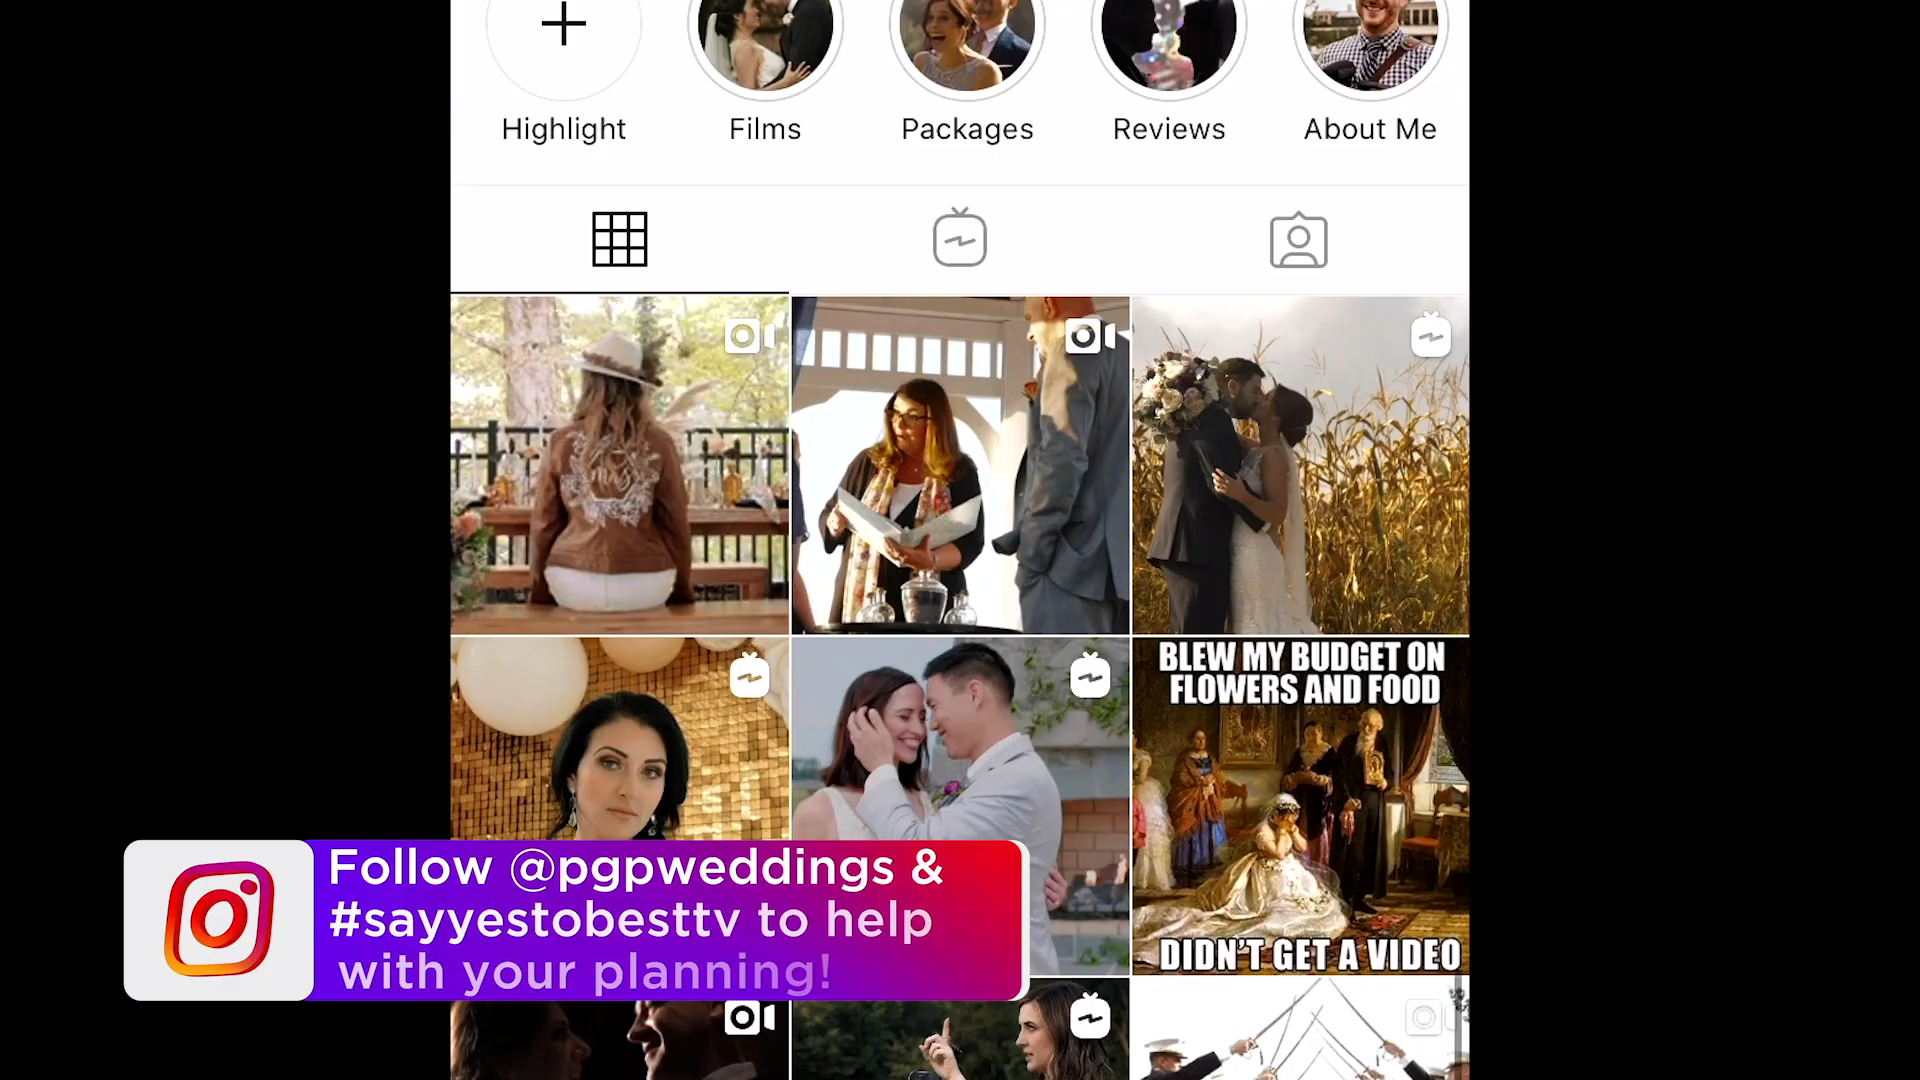 Highlight
Films
Packages
Reviews
About Me
BLEW MY BUDGET ON
FLOWERS AND FOOD
DIDN'T GET A VIDEO
Follow @pgpweddings &
#sayyestobesttv to help
with your planning!